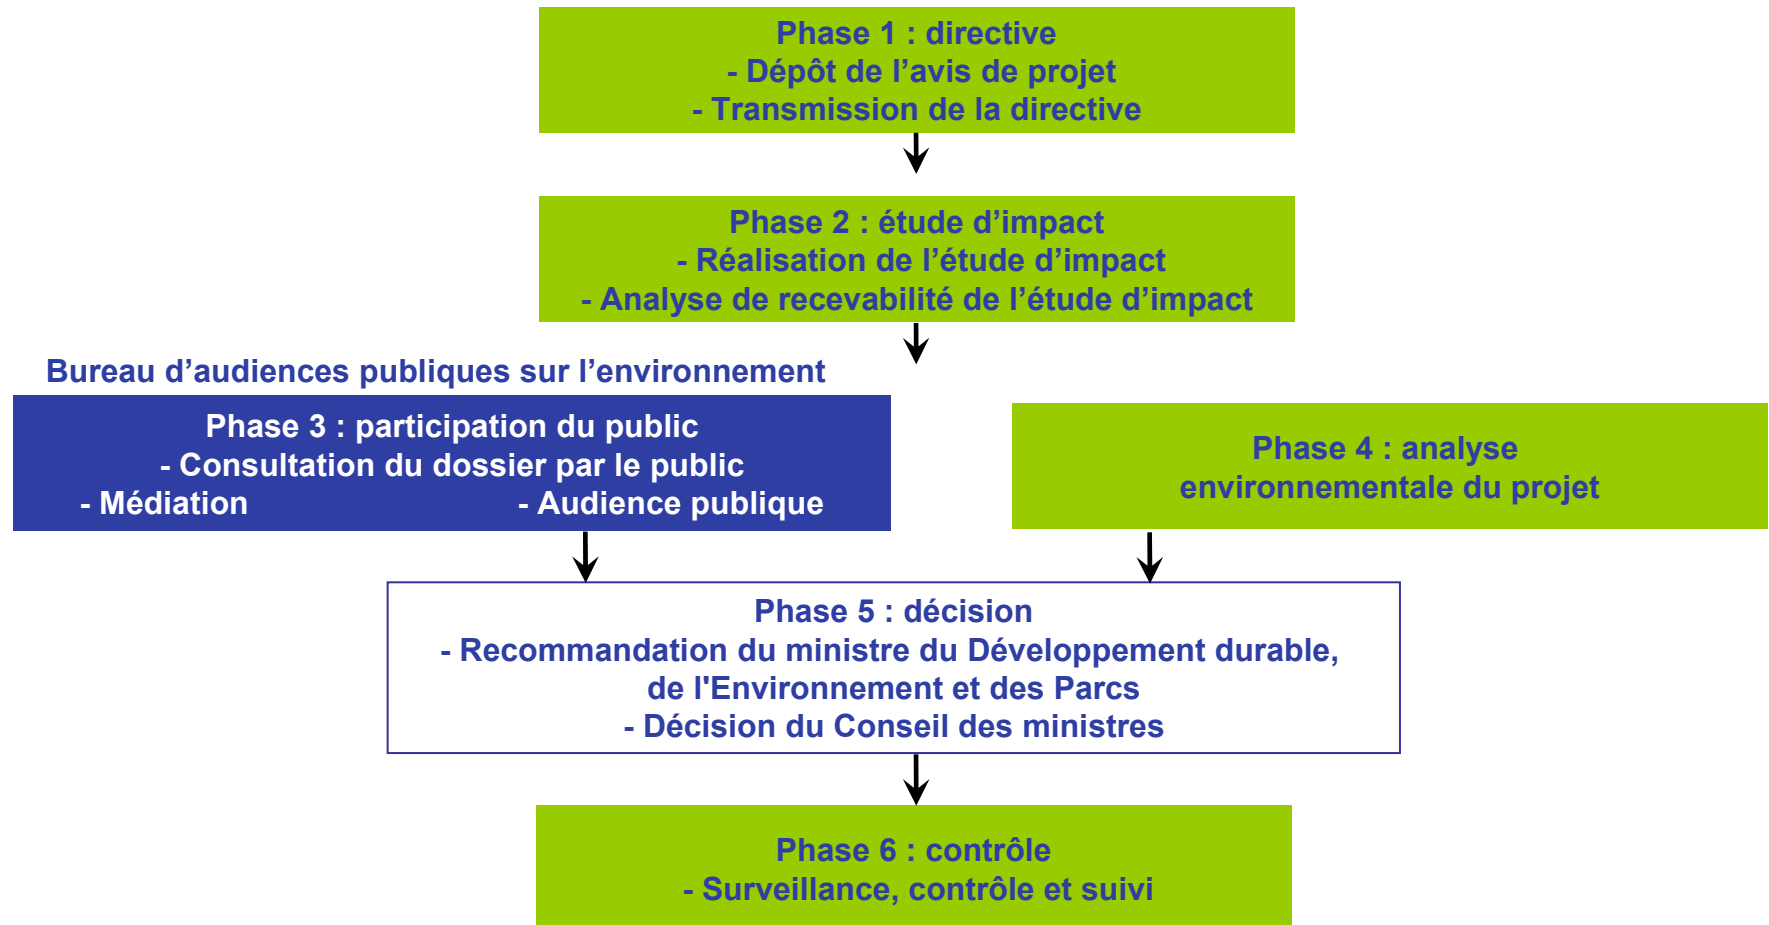 Phase 1 : directive
- Dépôt de l’avis de projet
- Transmission de la directive
Phase 2 : étude d’impact
- Réalisation de l’étude d’impact
- Analyse de recevabilité de l’étude d’impact
Bureau d’audiences publiques sur l’environnement
Phase 3 : participation du public
- Consultation du dossier par le public
- Médiation - Audience publique
Phase 4 : analyse
environnementale du projet
Phase 5 : décision
- Recommandation du ministre du Développement durable,
de l'Environnement et des Parcs
- Décision du Conseil des ministres
Phase 6 : contrôle
- Surveillance, contrôle et suivi